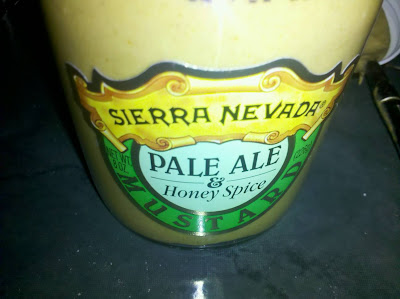 SIERRA NEVADA®
PALE ALE
&
Honey Spice
MUSTARD